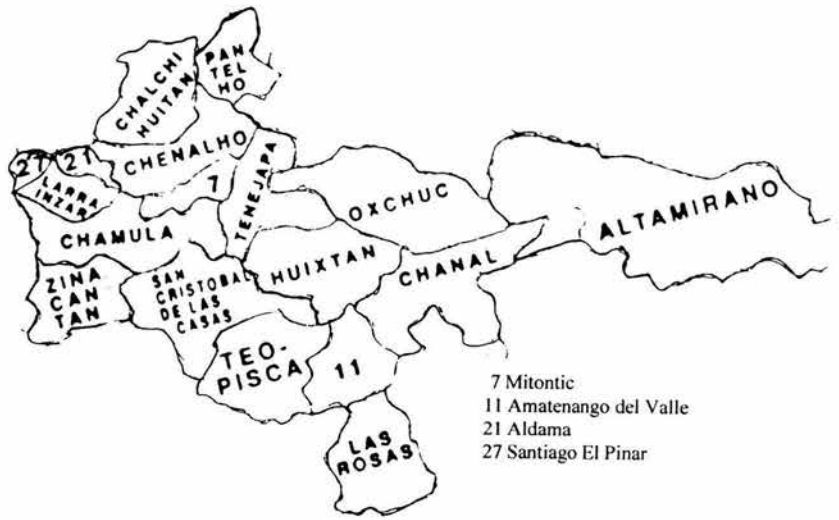 PAN
TEL
HO
CHALCHI
HUITAN
CHENALHO
27
21
7
LARRA
INZAR
TENEJAPA
OXCHUC
ALTAMIRANO
CHAMULA
HUIXTAN
CHANAL
ZINA
CAN
TAN
SAN
CRISTOBAL
DE LAS
CASAS
TEO-
PISCA
11
LAS
ROSAS
7 Mitontic
11 Amatenango del Valle
21 Aldama
27 Santiago El Pinar